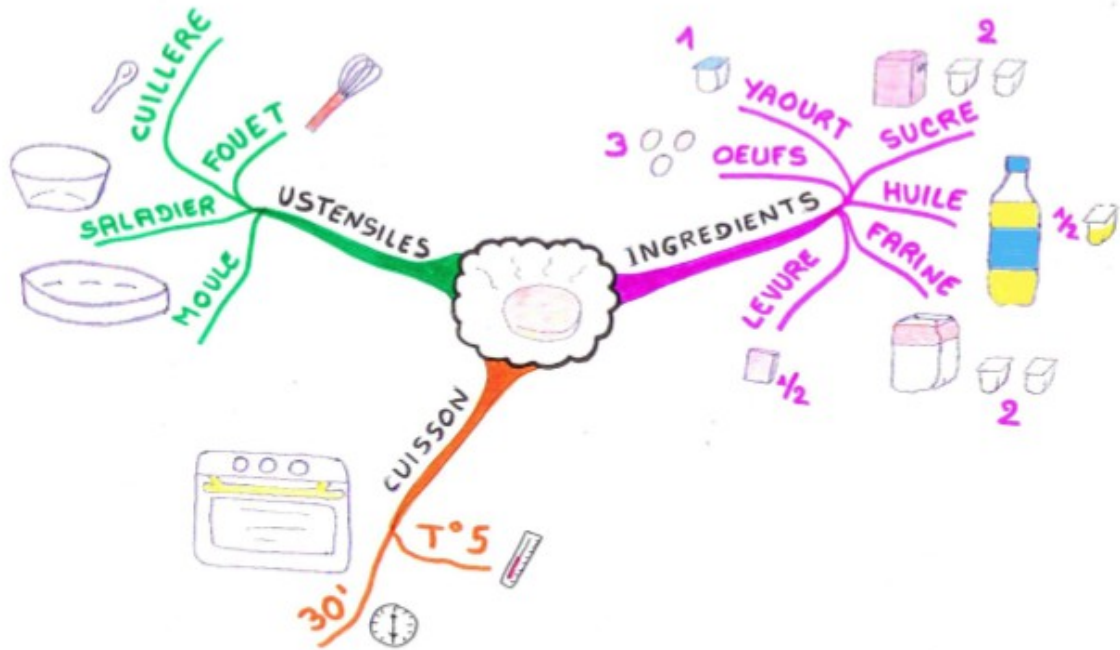 USTENSILES
CUILLERE
FOUET
SALADIER
MOULE
INGREDIENTS
1
YAOURT
3
OEUFS
2
SUCRE
HUILE
1/2
FARINE
2
LEVURE
1/2
CUISSON
T°5
30'